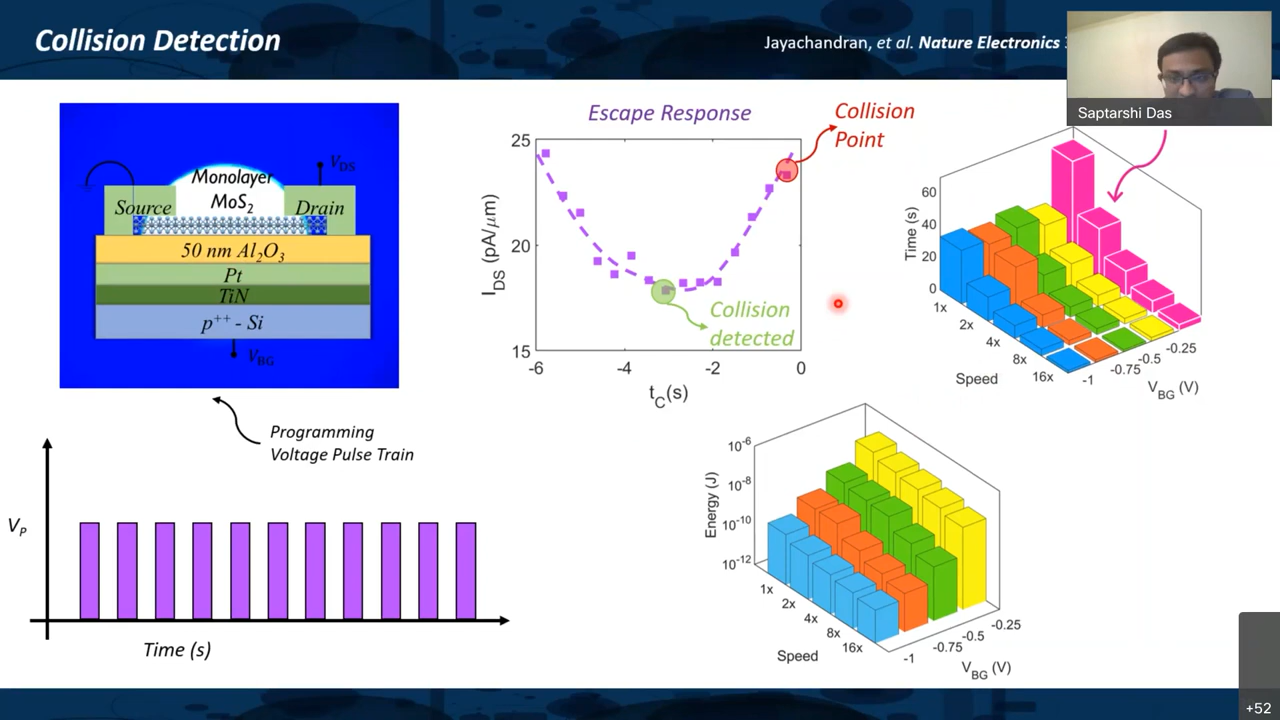 Collision Detection
Jayachandran, et al. Nature Electronics
Saptarshi Das
Monolayer
MoS₂
V_DS
Source
Drain
50 nm Al₂O₃
Pt
TiN
p⁺⁺ - Si
V_BG
Programming
Voltage Pulse Train
V_P
Time (s)
Escape Response
Collision
Point
25
20
15
I_DS (pA/μm)
Collision
detected
-6
-4
-2
0
t_C(s)
60
40
20
0
Time (s)
1x
2x
4x
8x
16x
Speed
-1
-0.75
-0.5
-0.25
V_BG (V)
10⁻⁶
10⁻⁸
10⁻¹⁰
10⁻¹²
Energy (J)
1x
2x
4x
8x
16x
Speed
-1
-0.75
-0.5
-0.25
V_BG (V)
+52